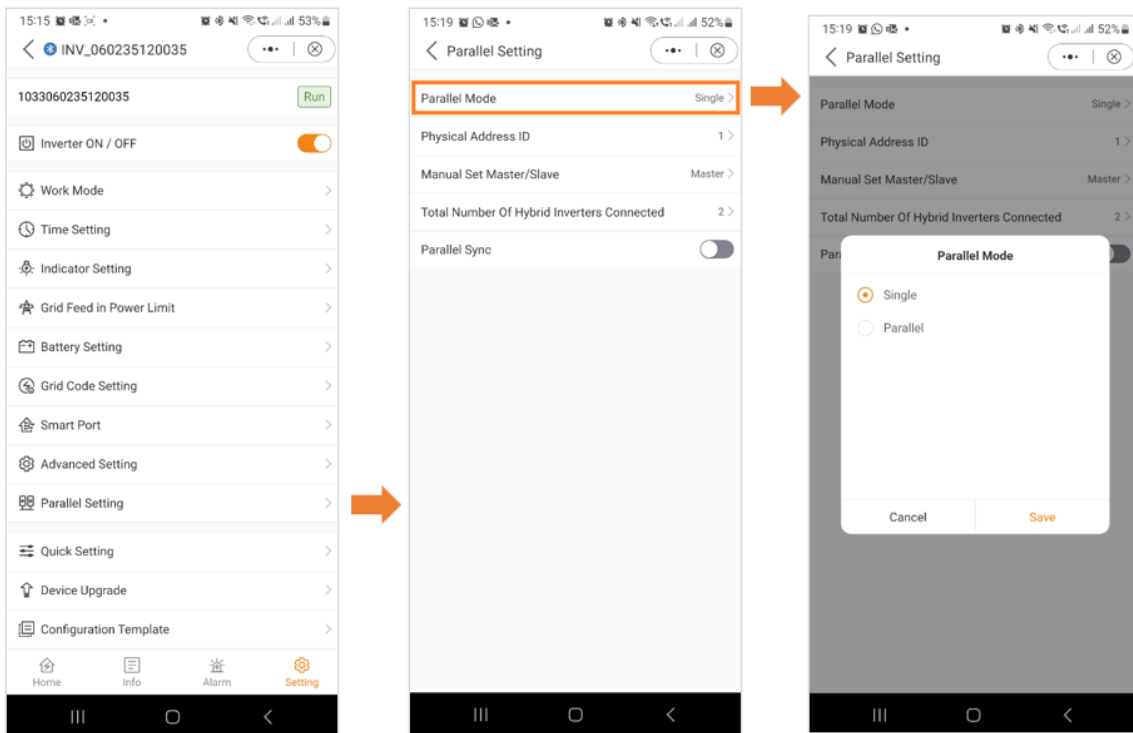 15:15 53%
INV_060235120035
1033060235120035 Run
Inverter ON / OFF
Work Mode
Time Setting
Indicator Setting
Grid Feed in Power Limit
Battery Setting
Grid Code Setting
Smart Port
Advanced Setting
Parallel Setting
Quick Setting
Device Upgrade
Configuration Template
Home Info Alarm Setting
15:19 52%
Parallel Setting
Parallel Mode Single
Physical Address ID 1
Manual Set Master/Slave Master
Total Number Of Hybrid Inverters Connected 2
Parallel Sync
15:19 52%
Parallel Setting
Parallel Mode Single
Physical Address ID 1
Manual Set Master/Slave Master
Total Number Of Hybrid Inverters Connected 2
Para
Parallel Mode
Single
Parallel
Cancel Save